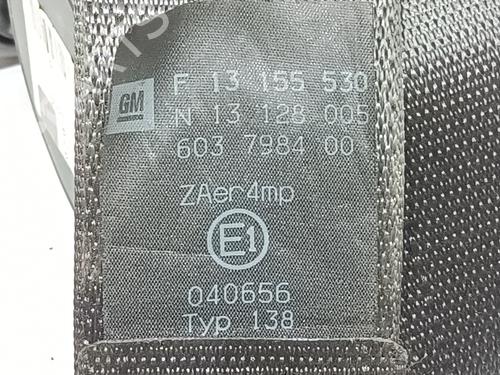 GM
F 13 155 530
N 13 128 005
V 603 7984 00
ZAer4mp
E1
040656
Typ 138